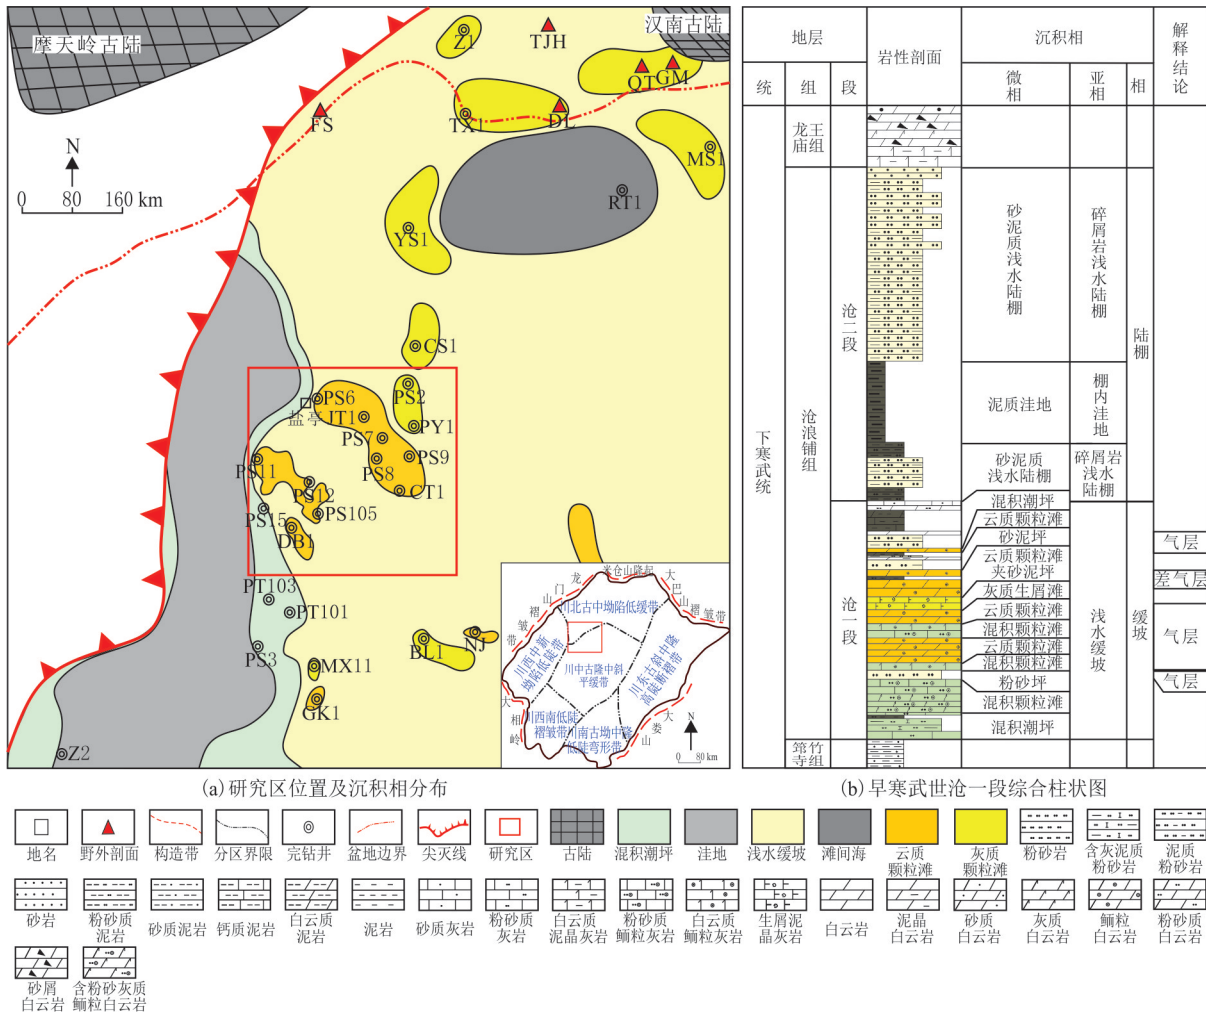 摩天岭古陆
汉南古陆
Z1
TJH
QT
GM
FS
TX1
DL
MS1
N
0 80 160 km
RT1
YS1
CS1
PS6
盐亭
JT1
PS2
PY1
PS7
PS11
PS8
PS9
PS12
CT1
PS15
PS105
DB1
PT103
PT101
PS3
BL1
NJ
MX11
GK1
Z2
米仓山隆起
龙门山褶皱带
大巴山褶皱带
川北古中坳陷低缓带
川西中新坳陷低陡带
川中古隆中斜平缓带
川东古斜中隆高陡断褶带
川西南低陡褶皱带
川南古坳中隆低陡弯形带
大相岭
大娄山
N
0 80km
(a)研究区位置及沉积相分布
地层
岩性剖面
沉积相
解释结论
统
组
段
微相
亚相
相
下寒武统
龙王庙组
沧浪铺组
筇竹寺组
沧二段
沧一段
砂泥质浅水陆棚
碎屑岩浅水陆棚
陆棚
泥质洼地
棚内洼地
砂泥质浅水陆棚
碎屑岩浅水陆棚
混积潮坪
云质颗粒滩
砂泥坪
云质颗粒滩夹砂泥坪
灰质生屑滩
云质颗粒滩
混积颗粒滩
云质颗粒滩
混积颗粒滩
粉砂坪
混积颗粒滩
混积潮坪
浅水缓坡
缓坡
气层
差气层
气层
气层
(b)早寒武世沧一段综合柱状图
地名
野外剖面
构造带
分区界限
完钻井
盆地边界
尖灭线
研究区
古陆
混积潮坪
洼地
浅水缓坡
滩间海
云质颗粒滩
灰质颗粒滩
粉砂岩
含灰泥质粉砂岩
泥质粉砂岩
砂岩
粉砂质泥岩
砂质泥岩
钙质泥岩
白云质泥岩
泥岩
砂质灰岩
粉砂质灰岩
白云质泥晶灰岩
粉砂质鲕粒灰岩
白云质鲕粒灰岩
生屑泥晶灰岩
白云岩
泥晶白云岩
砂质白云岩
灰质白云岩
鲕粒白云岩
粉砂质白云岩
砂屑白云岩
含粉砂灰质鲕粒白云岩